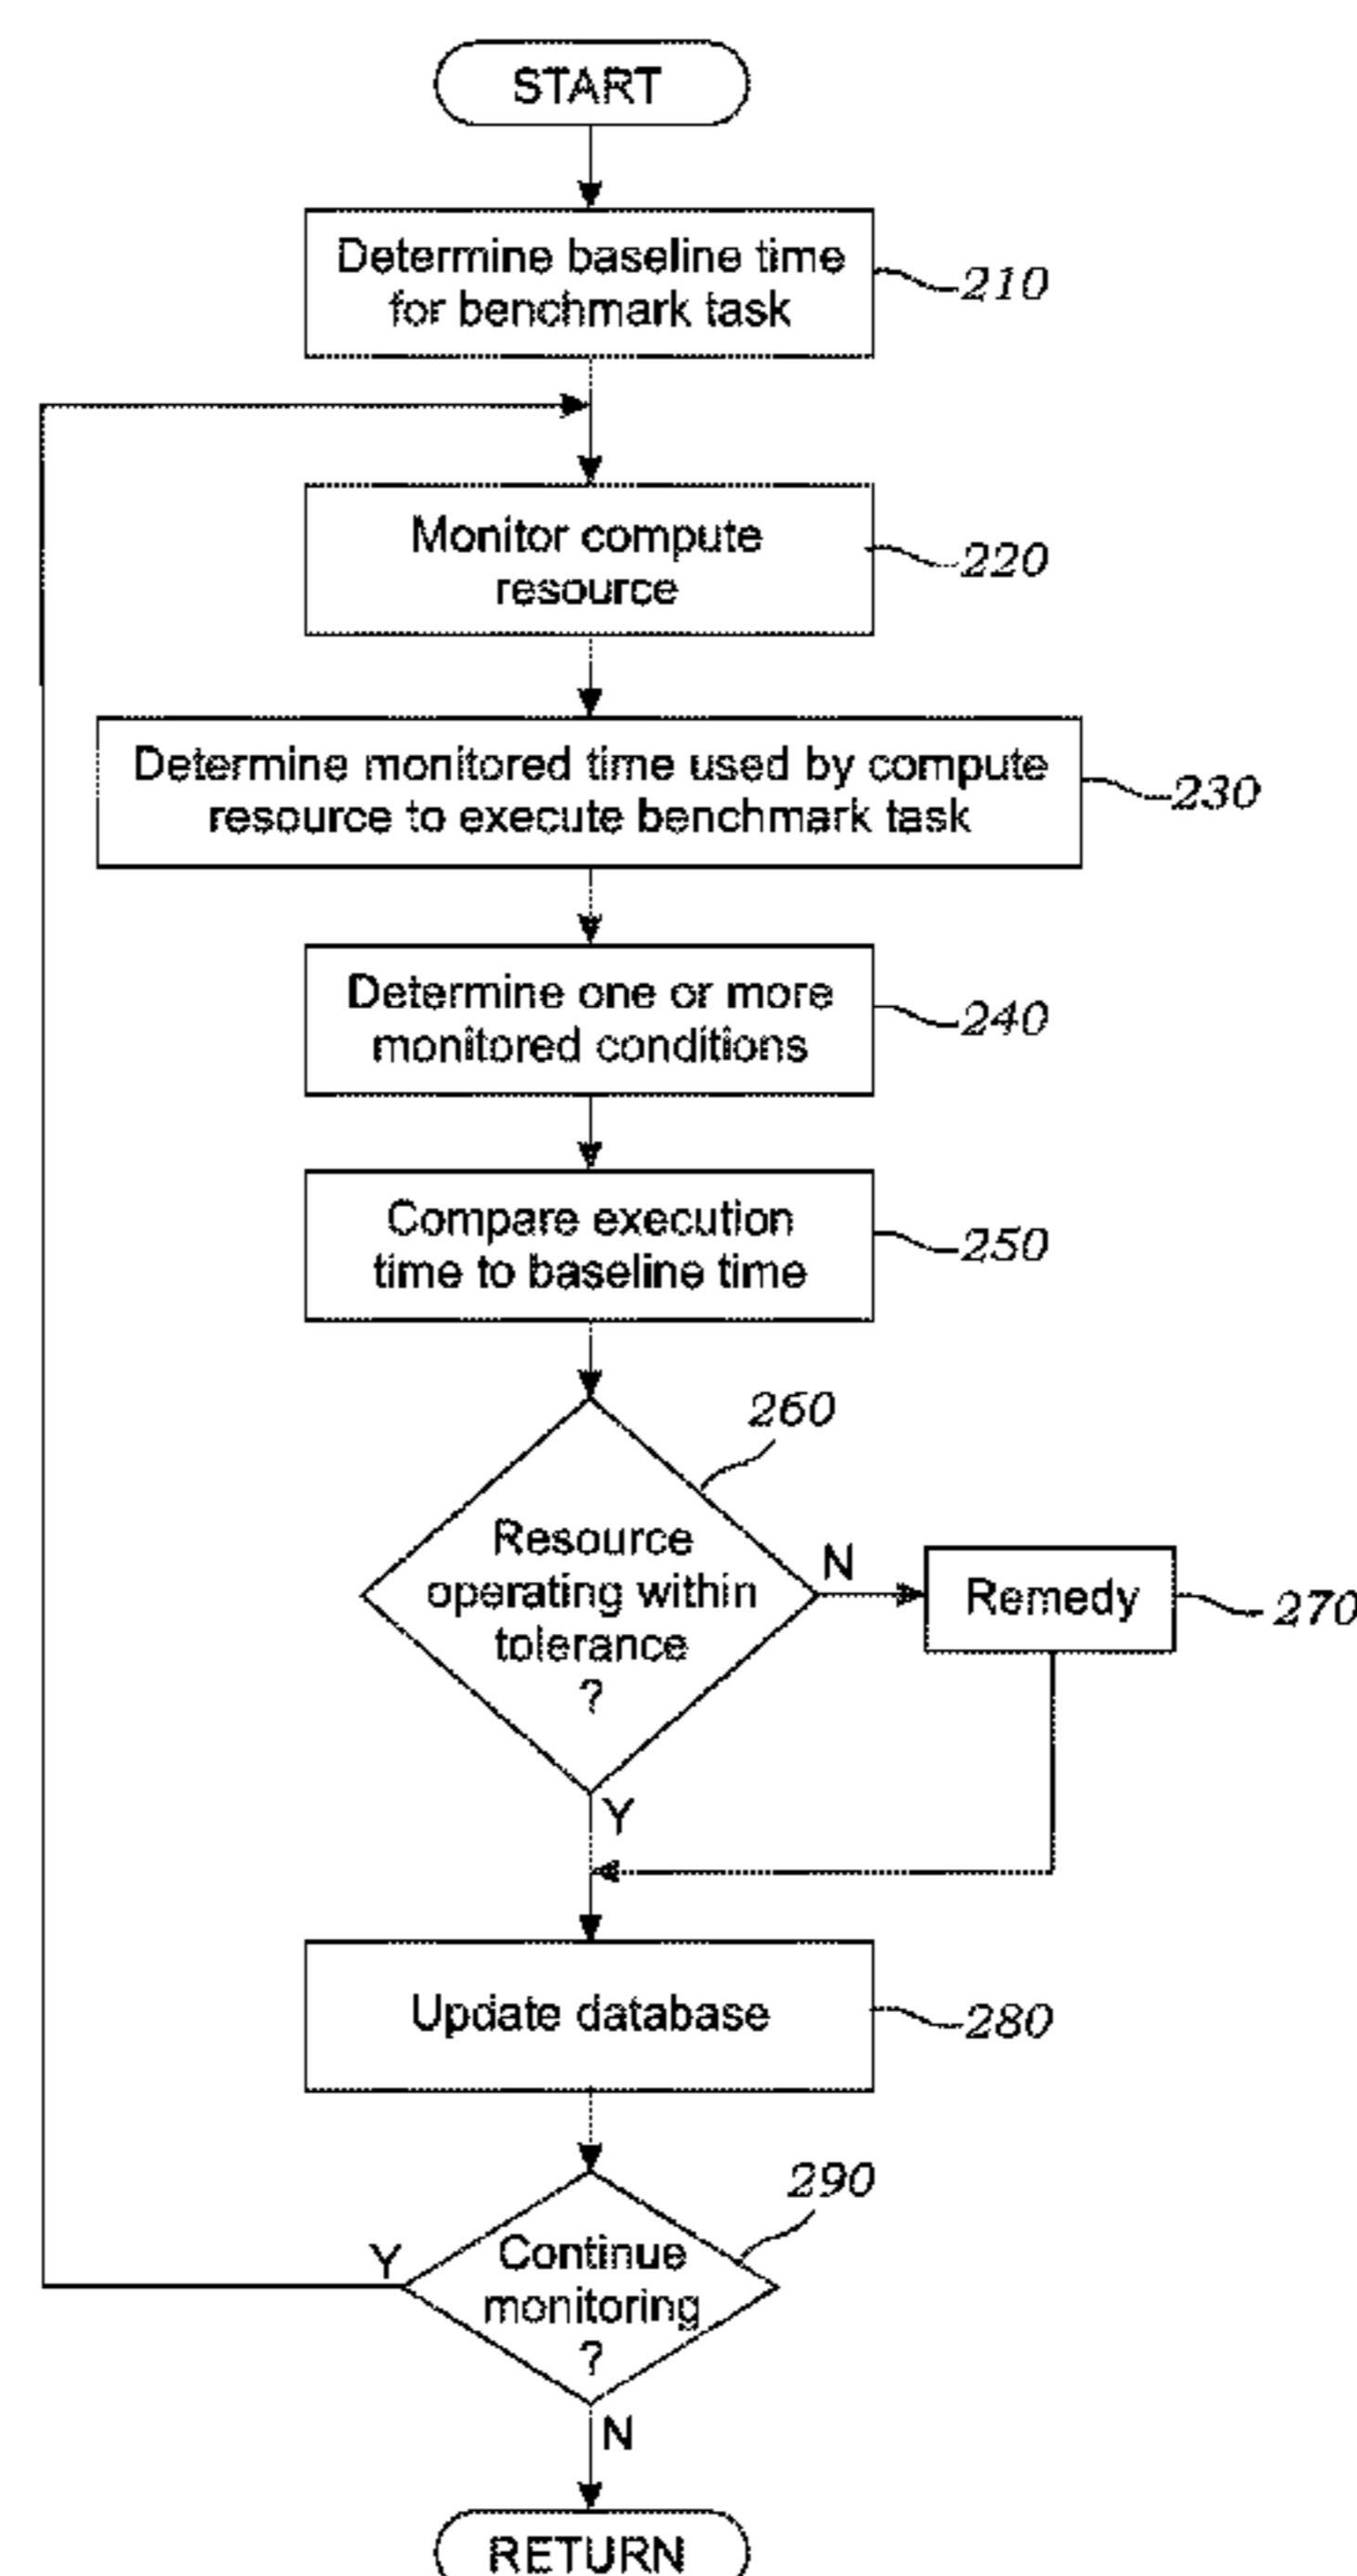 START
Determine baseline time
for benchmark task
210
Monitor compute
resource
220
Determine monitored time used by compute
resource to execute benchmark task
230
Determine one or more
monitored conditions
240
Compare execution
time to baseline time
250
260
Resource
operating within
tolerance
?
N
Remedy
270
Y
Update database
280
290
Y
Continue
monitoring
?
N
RETURN